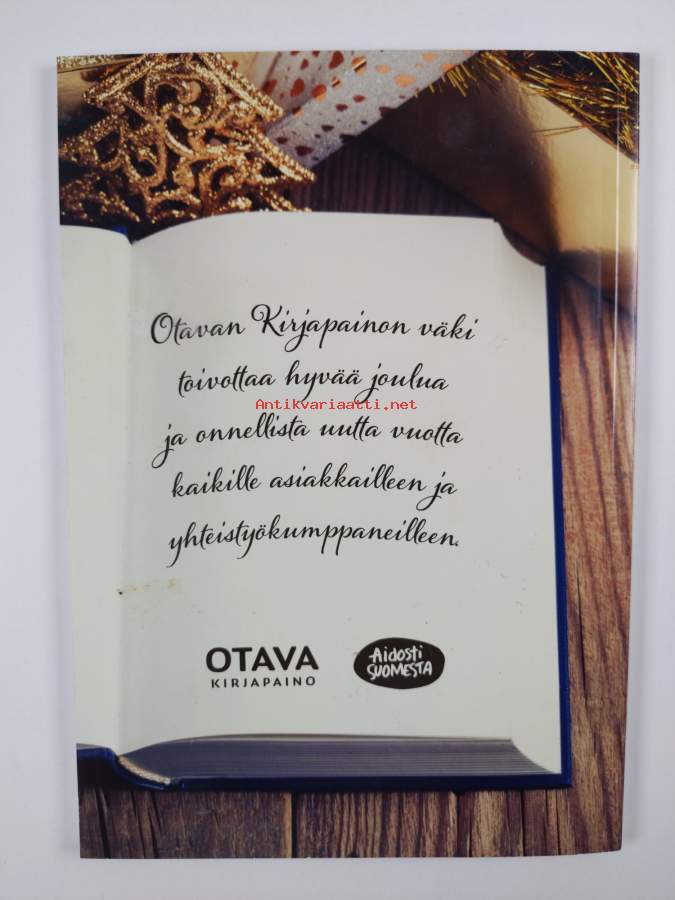 Otavan Kirjapainon väki
toivottaa hyvää joulua
Antikvariaatti.net
ja onnellista uutta vuotta
kaikille asiakkailleen ja
yhteistyökumppaneilleen.
OTAVA
KIRJAPAINO
Aidosti
SUOMESTA